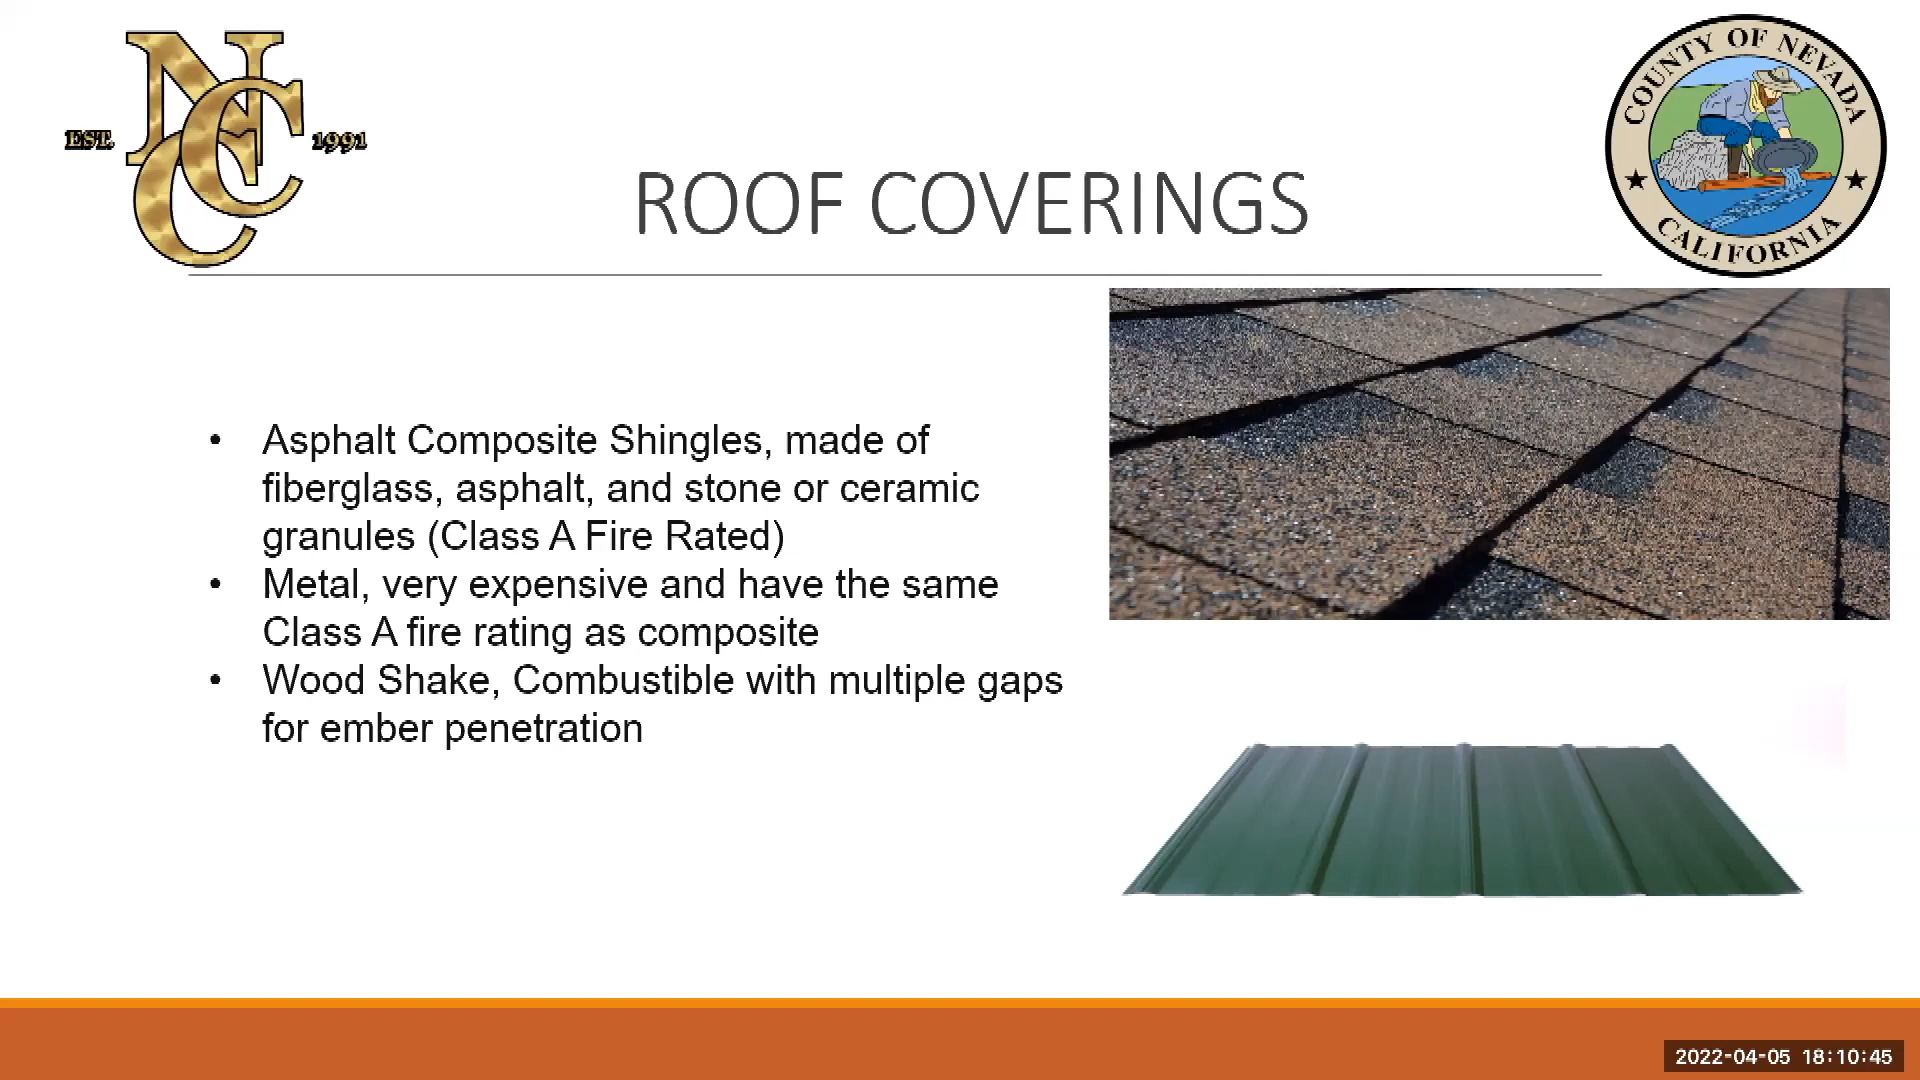 NCC
EST. 1991
COUNTY OF NEVADA
CALIFORNIA
ROOF COVERINGS
• Asphalt Composite Shingles, made of
fiberglass, asphalt, and stone or ceramic
granules (Class A Fire Rated)
• Metal, very expensive and have the same
Class A fire rating as composite
• Wood Shake, Combustible with multiple gaps
for ember penetration
2022-04-05 18:10:45